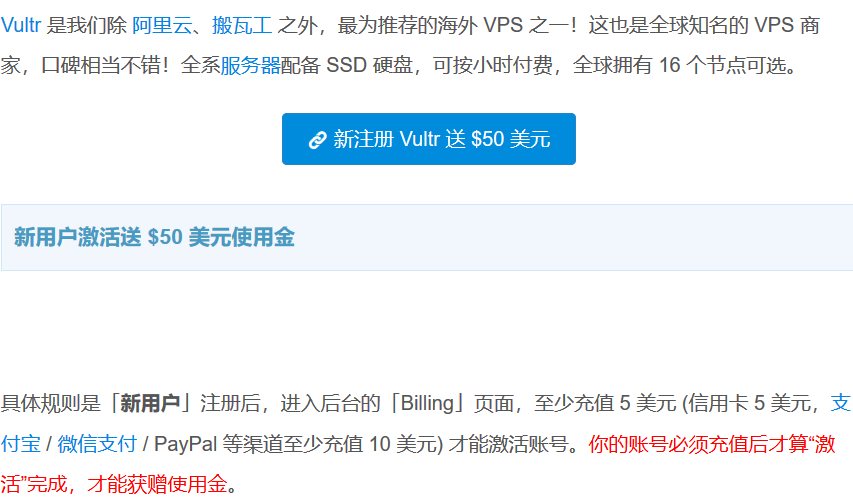 Vultr 是我们除 阿里云、搬瓦工 之外，最为推荐的海外 VPS 之一！这也是全球知名的 VPS 商
家，口碑相当不错！全系服务器配备 SSD 硬盘，可按小时付费，全球拥有 16 个节点可选。
新注册 Vultr 送 $50 美元
新用户激活送 $50 美元使用金
具体规则是「新用户」注册后，进入后台的「Billing」页面，至少充值 5 美元 (信用卡 5 美元，支
付宝 / 微信支付 / PayPal 等渠道至少充值 10 美元) 才能激活账号。你的账号必须充值后才算“激
活”完成，才能获赠使用金。